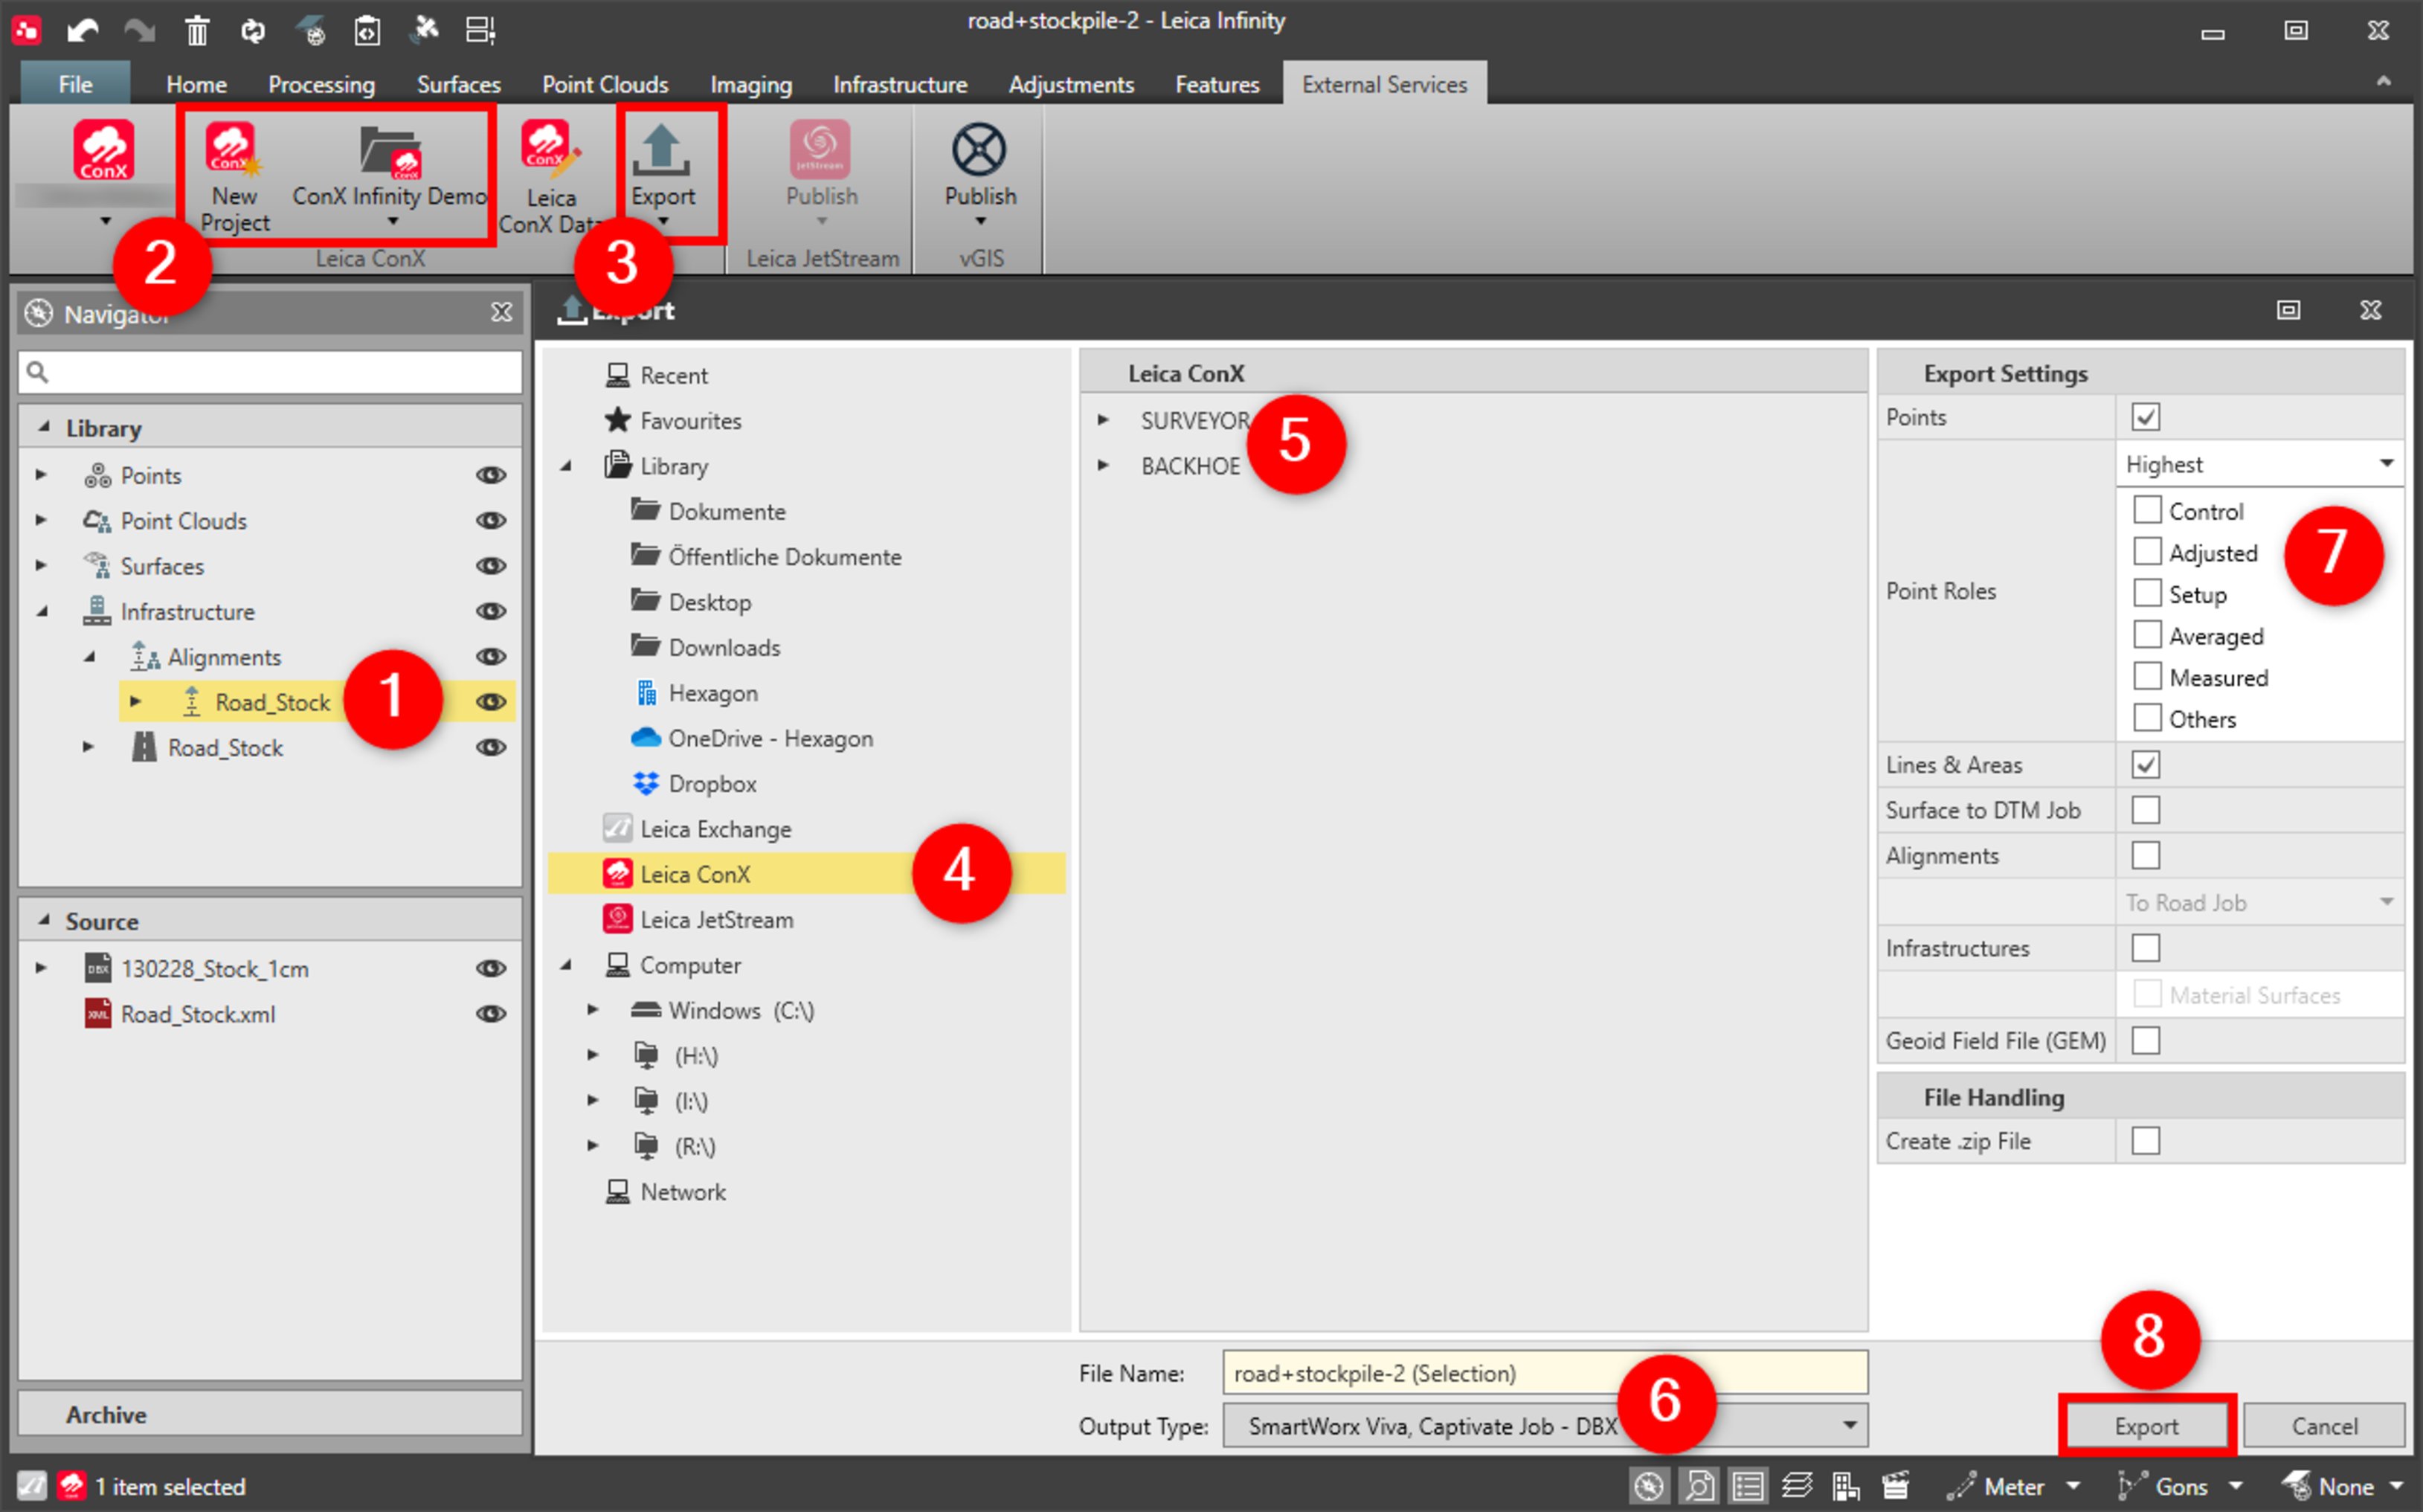 road+stockpile-2 - Leica Infinity
File Home Processing Surfaces Point Clouds Imaging Infrastructure Adjustments Features External Services
ConX
ConX
ConX
JetStream
New Project
ConX Infinity Demo
Leica ConX Data
Export
Publish
Publish
2
3
Leica ConX
Leica JetStream
vGIS
Navigator
Library
Points
Point Clouds
Surfaces
Infrastructure
Alignments
Road_Stock
1
Road_Stock
Source
DBX 130228_Stock_1cm
XML Road_Stock.xml
Archive
Export
Recent
Favourites
Library
Dokumente
Öffentliche Dokumente
Desktop
Downloads
Hexagon
OneDrive - Hexagon
Dropbox
Leica Exchange
Leica ConX
4
Leica JetStream
Computer
Windows (C:\)
(H:\)
(I:\)
(R:\)
Network
Leica ConX
SURVEYOR
5
BACKHOE
Export Settings
Points
Highest
Point Roles
Control
Adjusted
7
Setup
Averaged
Measured
Others
Lines & Areas
Surface to DTM Job
Alignments
To Road Job
Infrastructures
Material Surfaces
Geoid Field File (GEM)
File Handling
Create .zip File
File Name: road+stockpile-2 (Selection)
Output Type: SmartWorx Viva, Captivate Job - DBX
6
8
Export Cancel
1 item selected
Meter Gons None